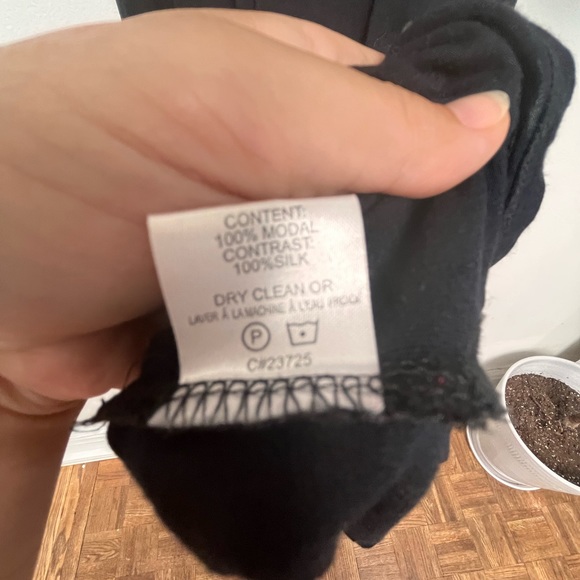 CONTENT:
100% MODAL
CONTRAST:
100%SILK
DRY CLEAN OR
LAVER À LA MACHINE À L'EAU FROIDE
P
C#23725